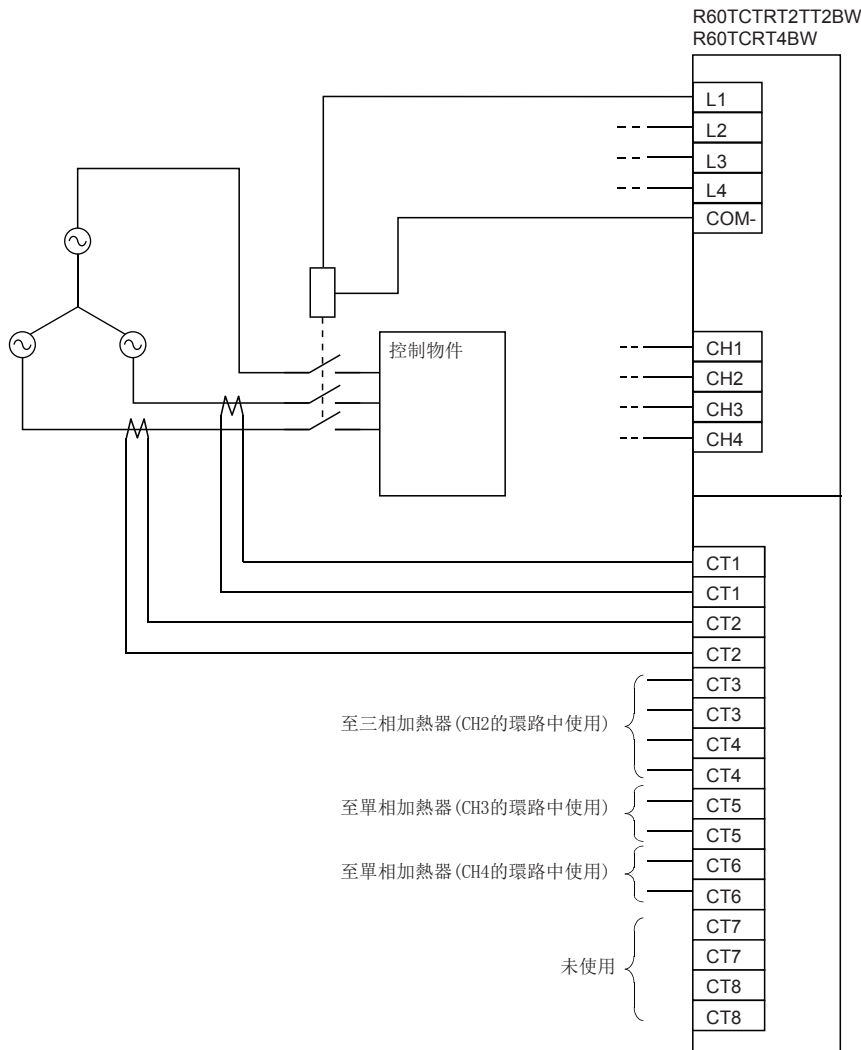 R60TCTRT2TT2BW
R60TCRT4BW
L1
L2
L3
L4
COM-
控制物件
CH1
CH2
CH3
CH4
CT1
CT1
CT2
CT2
CT3
CT3
至三相加熱器(CH2的環路中使用)
CT4
CT4
CT5
至單相加熱器(CH3的環路中使用)
CT5
CT6
至單相加熱器(CH4的環路中使用)
CT6
CT7
CT7
未使用
CT8
CT8